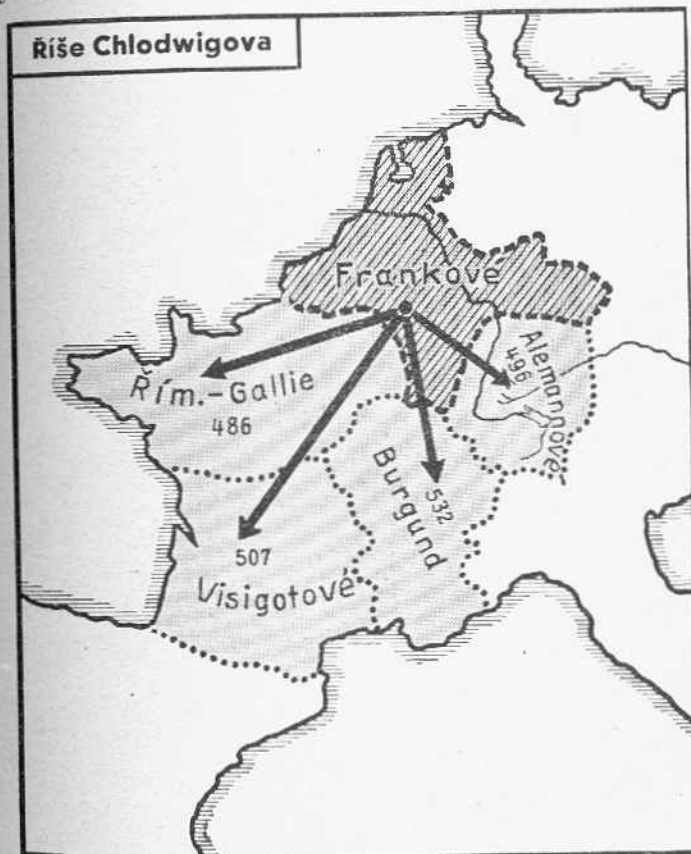 Říše Chlodwigova
Frankové
Řím.-Gallie
486
Alemannové
496
Burgund
532
507
Visigotové